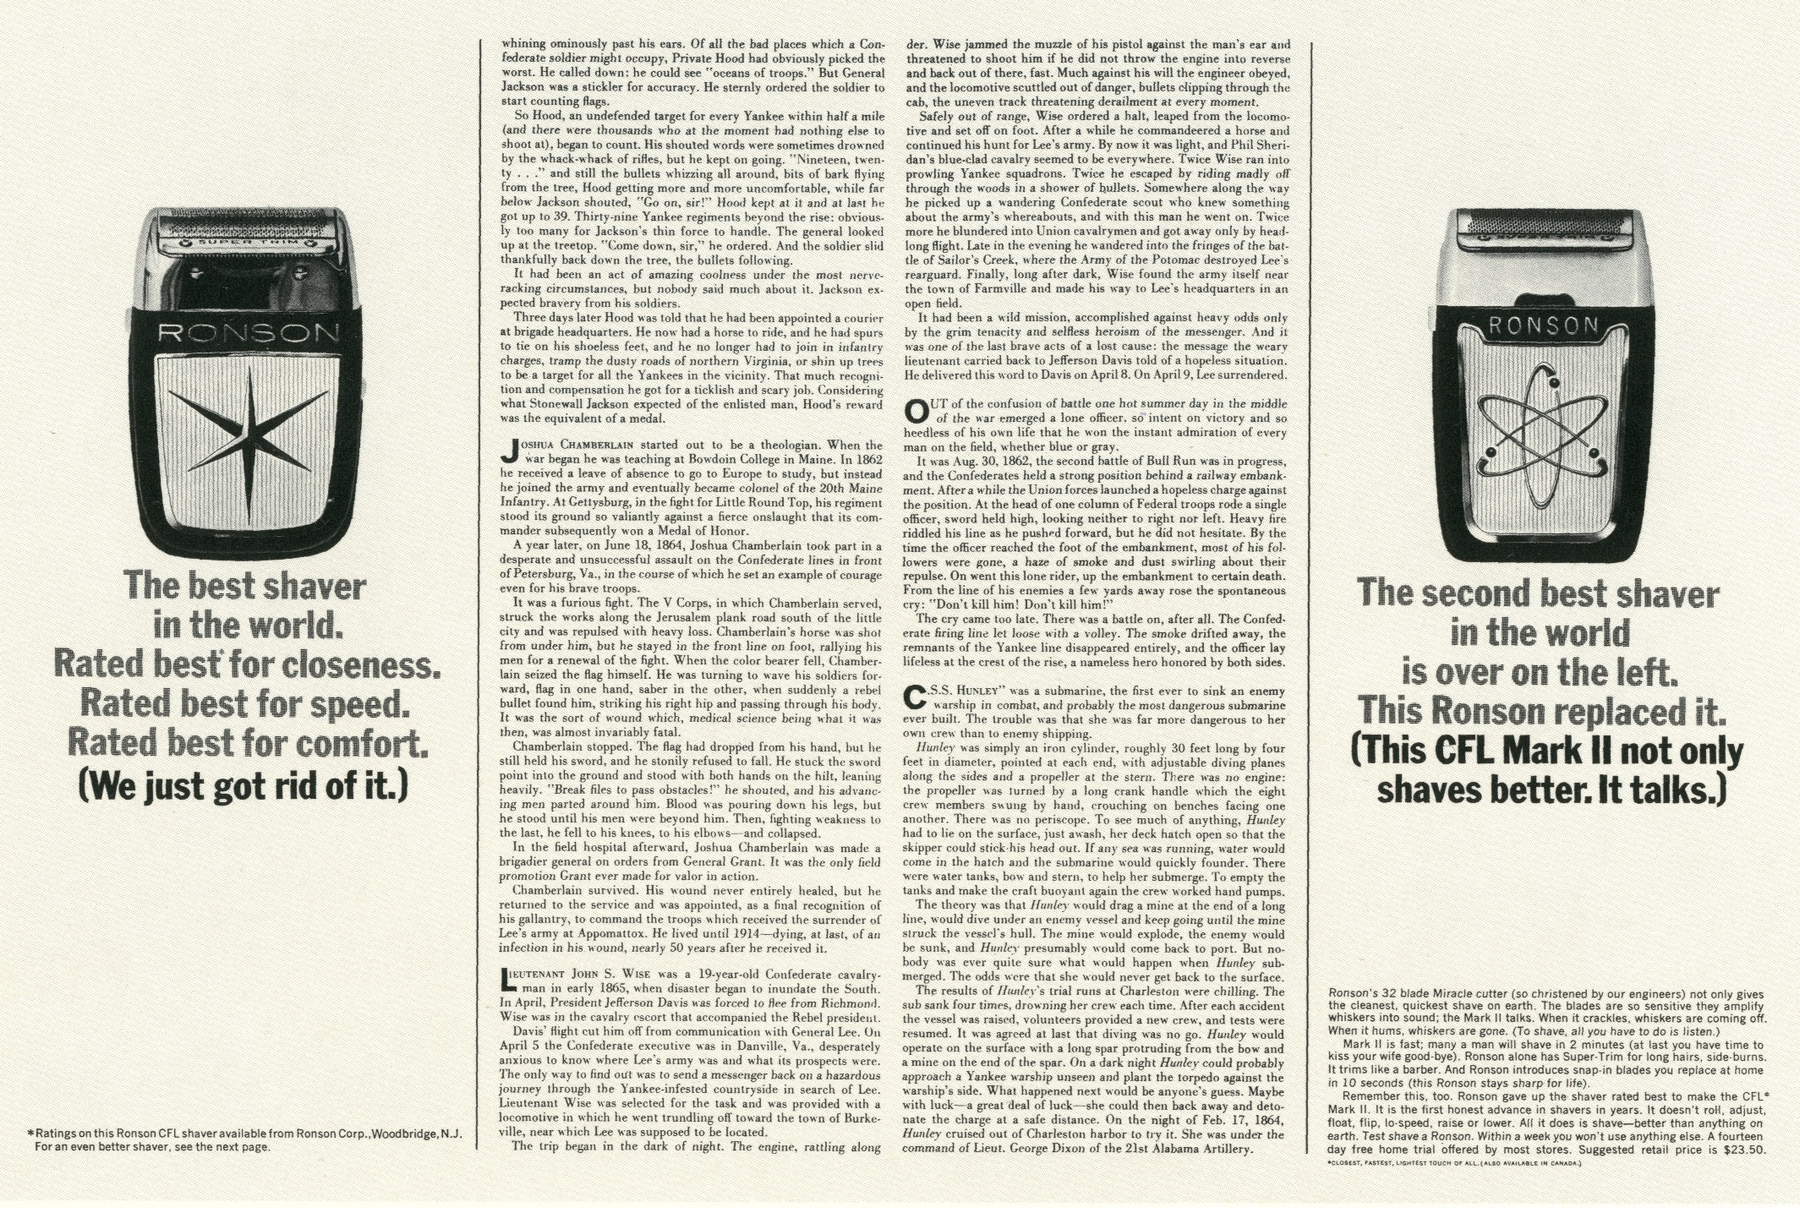 SUPER TRIM
RONSON
The best shaver
in the world.
Rated best* for closeness.
Rated best for speed.
Rated best for comfort.
(We just got rid of it.)
*Ratings on this Ronson CFL shaver available from Ronson Corp., Woodbridge, N.J.
For an even better shaver, see the next page.
whining ominously past his ears. Of all the bad places which a Con-
federate soldier might occupy, Private Hood had obviously picked the
worst. He called down: he could see "oceans of troops." But General
Jackson was a stickler for accuracy. He sternly ordered the soldier to
start counting flags.
So Hood, an undefended target for every Yankee within half a mile
(and there were thousands who at the moment had nothing else to
shoot at), began to count. His shouted words were sometimes drowned
by the whack-whack of rifles, but he kept on going. "Nineteen, twen-
ty . . ." and still the bullets whizzing all around, bits of bark flying
from the tree, Hood getting more and more uncomfortable, while far
below Jackson shouted, "Go on, sir!" Hood kept at it and at last he
got up to 39. Thirty-nine Yankee regiments beyond the rise: obvious-
ly too many for Jackson's thin force to handle. The general looked
up at the treetop. "Come down, sir," he ordered. And the soldier slid
thankfully back down the tree, the bullets following.
It had been an act of amazing coolness under the most nerve-
racking circumstances, but nobody said much about it. Jackson ex-
pected bravery from his soldiers.
Three days later Hood was told that he had been appointed a courier
at brigade headquarters. He now had a horse to ride, and he had spurs
to tie on his shoeless feet, and he no longer had to join in infantry
charges, tramp the dusty roads of northern Virginia, or shin up trees
to be a target for all the Yankees in the vicinity. That much recogni-
tion and compensation he got for a ticklish and scary job. Considering
what Stonewall Jackson expected of the enlisted man, Hood's reward
was the equivalent of a medal.
JOSHUA CHAMBERLAIN started out to be a theologian. When the
war began he was teaching at Bowdoin College in Maine. In 1862
he received a leave of absence to go to Europe to study, but instead
he joined the army and eventually became colonel of the 20th Maine
Infantry. At Gettysburg, in the fight for Little Round Top, his regiment
stood its ground so valiantly against a fierce onslaught that its com-
mander subsequently won a Medal of Honor.
A year later, on June 18, 1864, Joshua Chamberlain took part in a
desperate and unsuccessful assault on the Confederate lines in front
of Petersburg, Va., in the course of which he set an example of courage
even for his brave troops.
It was a furious fight. The V Corps, in which Chamberlain served,
struck the works along the Jerusalem plank road south of the little
city and was repulsed with heavy loss. Chamberlain's horse was shot
from under him, but he stayed in the front line on foot, rallying his
men for a renewal of the fight. When the color bearer fell, Chamber-
lain seized the flag himself. He was turning to wave his soldiers for-
ward, flag in one hand, saber in the other, when suddenly a rebel
bullet found him, striking his right hip and passing through his body.
It was the sort of wound which, medical science being what it was
then, was almost invariably fatal.
Chamberlain stopped. The flag had dropped from his hand, but he
still held his sword, and he stonily refused to fall. He stuck the sword
point into the ground and stood with both hands on the hilt, leaning
heavily. "Break files to pass obstacles!" he shouted, and his advanc-
ing men parted around him. Blood was pouring down his legs, but
he stood until his men were beyond him. Then, fighting weakness to
the last, he fell to his knees, to his elbows—and collapsed.
In the field hospital afterward, Joshua Chamberlain was made a
brigadier general on orders from General Grant. It was the only field
promotion Grant ever made for valor in action.
Chamberlain survived. His wound never entirely healed, but he
returned to the service and was appointed, as a final recognition of
his gallantry, to command the troops which received the surrender of
Lee's army at Appomattox. He lived until 1914—dying, at last, of an
infection in his wound, nearly 50 years after he received it.
LIEUTENANT JOHN S. WISE was a 19-year-old Confederate cavalry-
man in early 1865, when disaster began to inundate the South.
In April, President Jefferson Davis was forced to flee from Richmond.
Wise was in the cavalry escort that accompanied the Rebel president.
Davis' flight cut him off from communication with General Lee. On
April 5 the Confederate executive was in Danville, Va., desperately
anxious to know where Lee's army was and what its prospects were.
The only way to find out was to send a messenger back on a hazardous
journey through the Yankee-infested countryside in search of Lee.
Lieutenant Wise was selected for the task and was provided with a
locomotive in which he went trundling off toward the town of Burke-
ville, near which Lee was supposed to be located.
The trip began in the dark of night. The engine, rattling along
der. Wise jammed the muzzle of his pistol against the man's ear and
threatened to shoot him if he did not throw the engine into reverse
and back out of there, fast. Much against his will the engineer obeyed,
and the locomotive scuttled out of danger, bullets clipping through the
cab, the uneven track threatening derailment at every moment.
Safely out of range, Wise ordered a halt, leaped from the locomo-
tive and set off on foot. After a while he commandeered a horse and
continued his hunt for Lee's army. By now it was light, and Phil Sheri-
dan's blue-clad cavalry seemed to be everywhere. Twice Wise ran into
prowling Yankee squadrons. Twice he escaped by riding madly off
through the woods in a shower of bullets. Somewhere along the way
he picked up a wandering Confederate scout who knew something
about the army's whereabouts, and with this man he went on. Twice
more he blundered into Union cavalrymen and got away only by head-
long flight. Late in the evening he wandered into the fringes of the bat-
tle of Sailor's Creek, where the Army of the Potomac destroyed Lee's
rearguard. Finally, long after dark, Wise found the army itself near
the town of Farmville and made his way to Lee's headquarters in an
open field.
It had been a wild mission, accomplished against heavy odds only
by the grim tenacity and selfless heroism of the messenger. And it
was one of the last brave acts of a lost cause: the message the weary
lieutenant carried back to Jefferson Davis told of a hopeless situation.
He delivered this word to Davis on April 8. On April 9, Lee surrendered.
OUT of the confusion of battle one hot summer day in the middle
of the war emerged a lone officer, so intent on victory and so
heedless of his own life that he won the instant admiration of every
man on the field, whether blue or gray.
It was Aug. 30, 1862, the second battle of Bull Run was in progress,
and the Confederates held a strong position behind a railway embank-
ment. After a while the Union forces launched a hopeless charge against
the position. At the head of one column of Federal troops rode a single
officer, sword held high, looking neither to right nor left. Heavy fire
riddled his line as he pushed forward, but he did not hesitate. By the
time the officer reached the foot of the embankment, most of his fol-
lowers were gone, a haze of smoke and dust swirling about their
repulse. On went this lone rider, up the embankment to certain death.
From the line of his enemies a few yards away rose the spontaneous
cry: "Don't kill him! Don't kill him!"
The cry came too late. There was a battle on, after all. The Confed-
erate firing line let loose with a volley. The smoke drifted away, the
remnants of the Yankee line disappeared entirely, and the officer lay
lifeless at the crest of the rise, a nameless hero honored by both sides.
C.S.S. HUNLEY" was a submarine, the first ever to sink an enemy
warship in combat, and probably the most dangerous submarine
ever built. The trouble was that she was far more dangerous to her
own crew than to enemy shipping.
Hunley was simply an iron cylinder, roughly 30 feet long by four
feet in diameter, pointed at each end, with adjustable diving planes
along the sides and a propeller at the stern. There was no engine:
the propeller was turned by a long crank handle which the eight
crew members swung by hand, crouching on benches facing one
another. There was no periscope. To see much of anything, Hunley
had to lie on the surface, just awash, her deck hatch open so that the
skipper could stick his head out. If any sea was running, water would
come in the hatch and the submarine would quickly founder. There
were water tanks, bow and stern, to help her submerge. To empty the
tanks and make the craft buoyant again the crew worked hand pumps.
The theory was that Hunley would drag a mine at the end of a long
line, would dive under an enemy vessel and keep going until the mine
struck the vessel's hull. The mine would explode, the enemy would
be sunk, and Hunley presumably would come back to port. But no-
body was ever quite sure what would happen when Hunley sub-
merged. The odds were that she would never get back to the surface.
The results of Hunley's trial runs at Charleston were chilling. The
sub sank four times, drowning her crew each time. After each accident
the vessel was raised, volunteers provided a new crew, and tests were
resumed. It was agreed at last that diving was no go. Hunley would
operate on the surface with a long spar protruding from the bow and
a mine on the end of the spar. On a dark night Hunley could probably
approach a Yankee warship unseen and plant the torpedo against the
warship's side. What happened next would be anyone's guess. Maybe
with luck—a great deal of luck—she could then back away and deto-
nate the charge at a safe distance. On the night of Feb. 17, 1864,
Hunley cruised out of Charleston harbor to try it. She was under the
command of Lieut. George Dixon of the 21st Alabama Artillery.
RONSON
The second best shaver
in the world
is over on the left.
This Ronson replaced it.
(This CFL Mark II not only
shaves better. It talks.)
Ronson's 32 blade Miracle cutter (so christened by our engineers) not only gives
the cleanest, quickest shave on earth. The blades are so sensitive they amplify
whiskers into sound; the Mark II talks. When it crackles, whiskers are coming off.
When it hums, whiskers are gone. (To shave, all you have to do is listen.)
Mark II is fast; many a man will shave in 2 minutes (at last you have time to
kiss your wife good-bye). Ronson alone has Super-Trim for long hairs, side-burns.
It trims like a barber. And Ronson introduces snap-in blades you replace at home
in 10 seconds (this Ronson stays sharp for life).
Remember this, too. Ronson gave up the shaver rated best to make the CFL*
Mark II. It is the first honest advance in shavers in years. It doesn't roll, adjust,
float, flip, lo-speed, raise or lower. All it does is shave—better than anything on
earth. Test shave a Ronson. Within a week you won't use anything else. A fourteen
day free home trial offered by most stores. Suggested retail price is $23.50.
*CLOSEST, FASTEST, LIGHTEST TOUCH OF ALL. (ALSO AVAILABLE IN CANADA.)